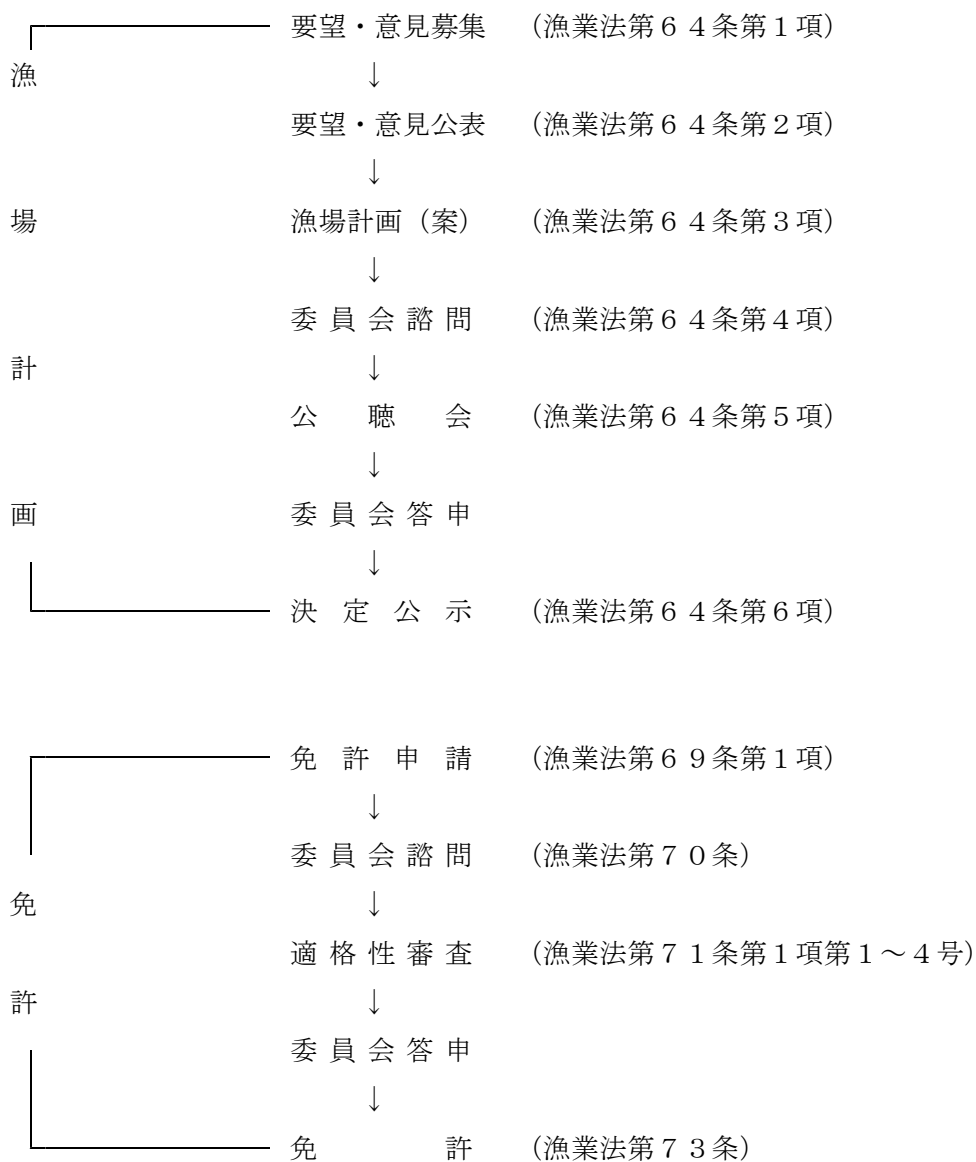 要望・意見募集 （漁業法第６４条第１項）
漁 ↓
要望・意見公表 （漁業法第６４条第２項）
↓
場 漁場計画（案） （漁業法第６４条第３項）
↓
委員会諮問 （漁業法第６４条第４項）
計 ↓
公聴会 （漁業法第６４条第５項）
↓
画 委員会答申
↓
決定公示 （漁業法第６４条第６項）
免許申請 （漁業法第６９条第１項）
↓
委員会諮問 （漁業法第７０条）
免 ↓
適格性審査 （漁業法第７１条第１項第１～４号）
許 ↓
委員会答申
↓
免許 （漁業法第７３条）